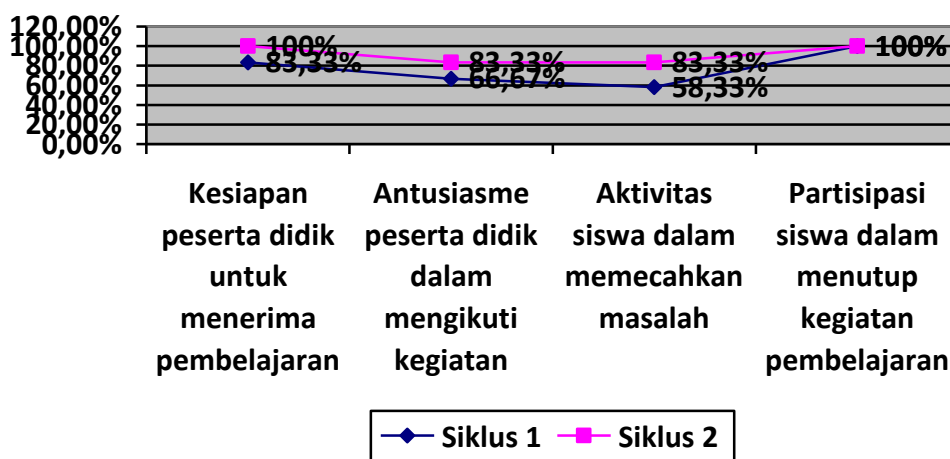 120,00%
100,00%
80,00%
60,00%
40,00%
20,00%
0,00%
100%
83,33%
83,33%
66,67%
83,33%
58,33%
100%
100%
Kesiapan
peserta didik
untuk
menerima
pembelajaran
Antusiasme
peserta didik
dalam
mengikuti
kegiatan
Aktivitas
siswa dalam
memecahkan
masalah
Partisipasi
siswa dalam
menutup
kegiatan
pembelajaran
Siklus 1
Siklus 2